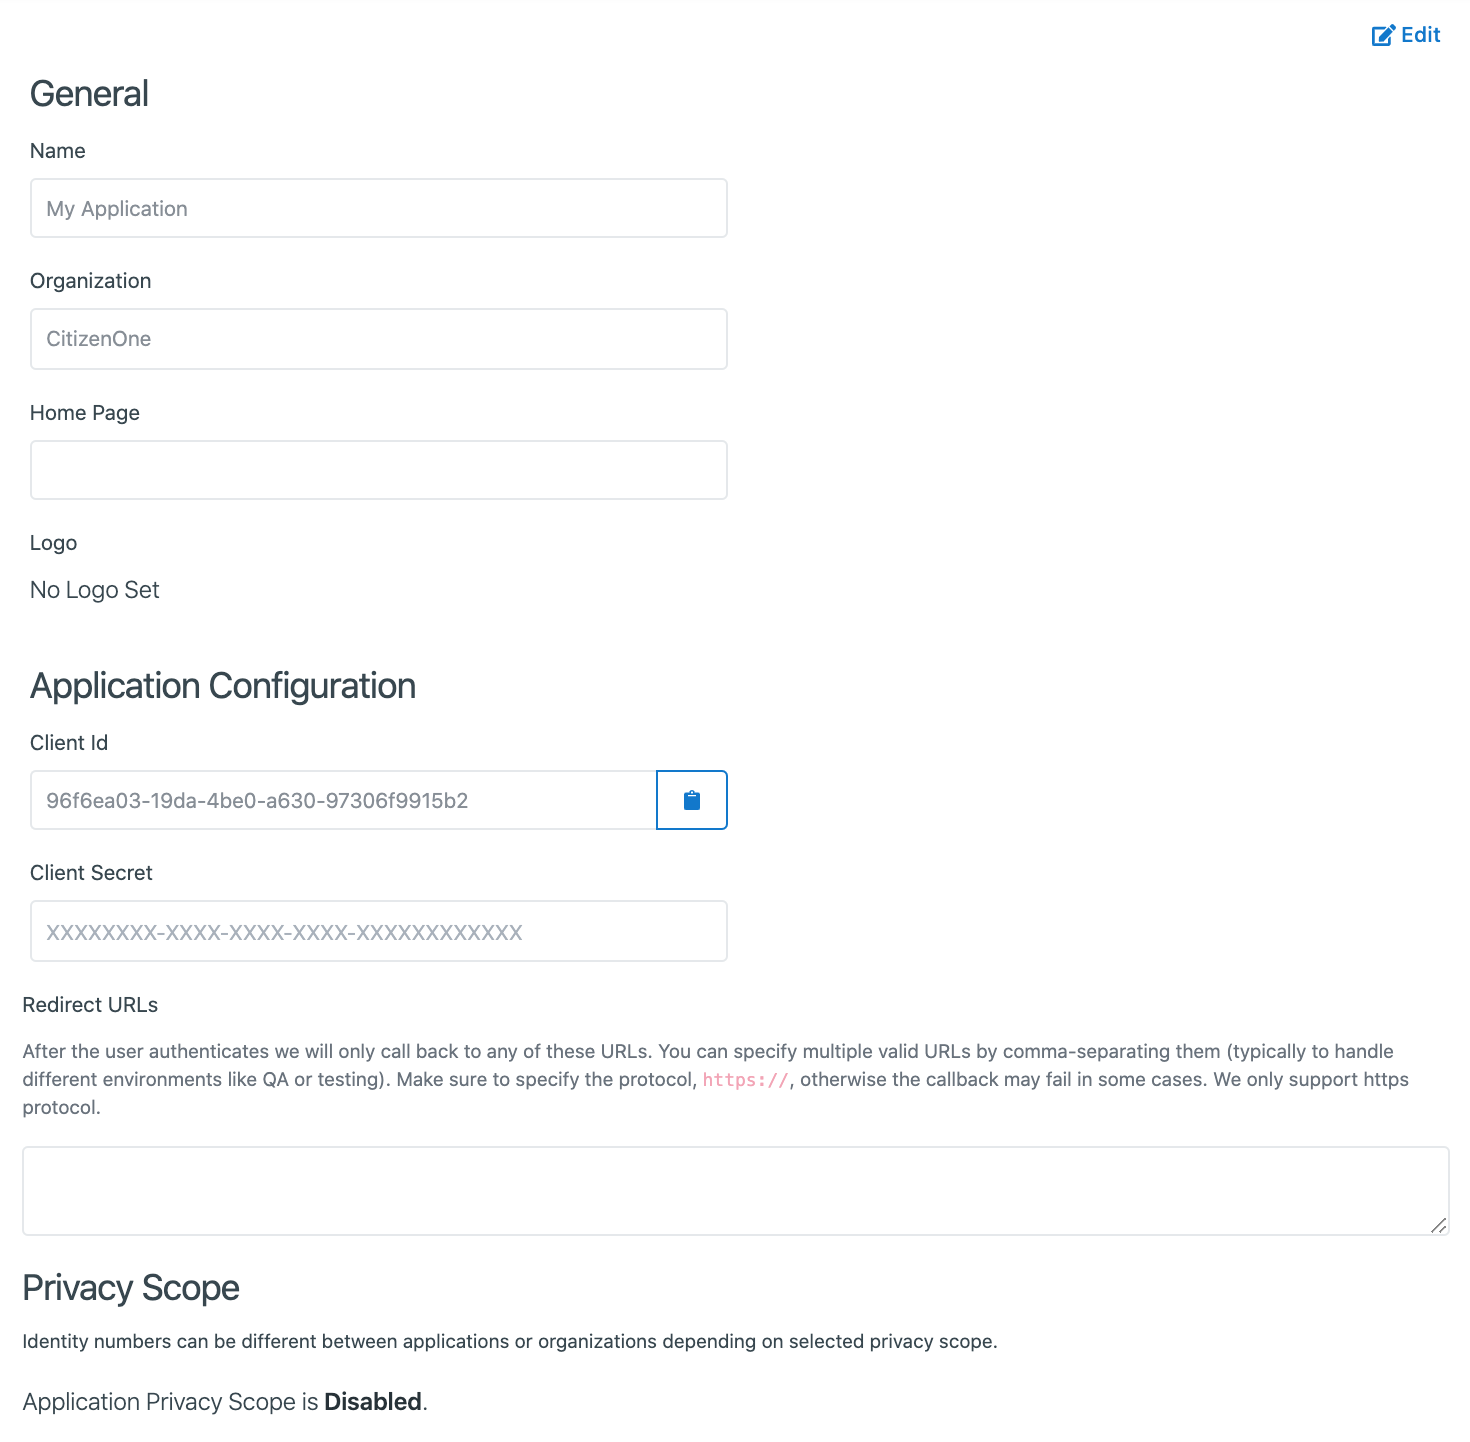 Edit
General
Name
My Application
Organization
CitizenOne
Home Page
Logo
No Logo Set
Application Configuration
Client Id
96f6ea03-19da-4be0-a630-97306f9915b2
Client Secret
XXXXXXXX-XXXX-XXXX-XXXX-XXXXXXXXXXXX
Redirect URLs
After the user authenticates we will only call back to any of these URLs. You can specify multiple valid URLs by comma-separating them (typically to handle
different environments like QA or testing). Make sure to specify the protocol, https://, otherwise the callback may fail in some cases. We only support https
protocol.
Privacy Scope
Identity numbers can be different between applications or organizations depending on selected privacy scope.
Application Privacy Scope is Disabled.